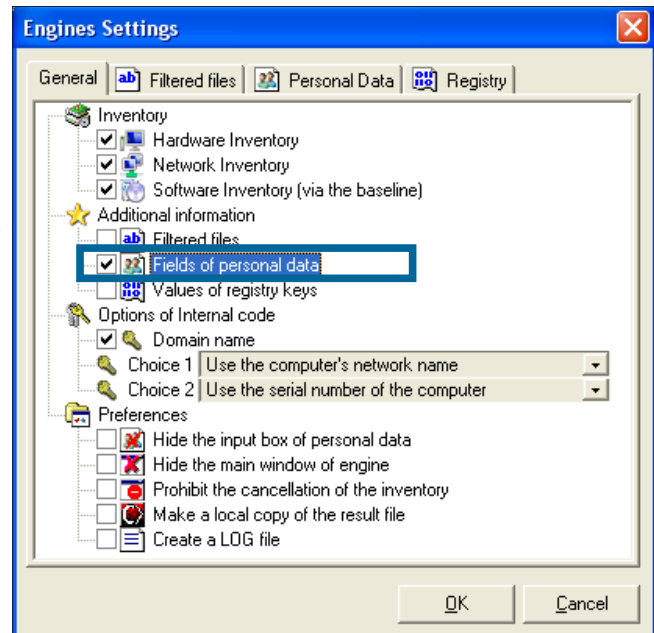 Engines Settings
General Filtered files Personal Data Registry
Inventory
Hardware Inventory
Network Inventory
Software Inventory (via the baseline)
Additional information
Filtered files
Fields of personal data
Values of registry keys
Options of Internal code
Domain name
Choice 1 Use the computer's network name
Choice 2 Use the serial number of the computer
Preferences
Hide the input box of personal data
Hide the main window of engine
Prohibit the cancellation of the inventory
Make a local copy of the result file
Create a LOG file
OK Cancel